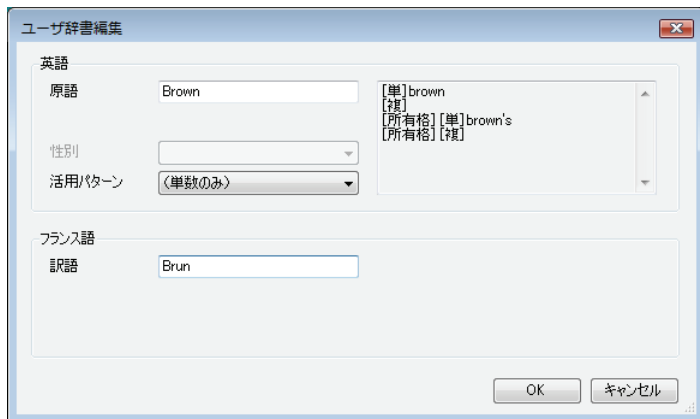 ユーザ辞書編集
英語
原語 Brown
[単]brown
[複]
[所有格][単]brown's
[所有格][複]
性別
活用パターン (単数のみ)
フランス語
訳語 Brun
OK キャンセル